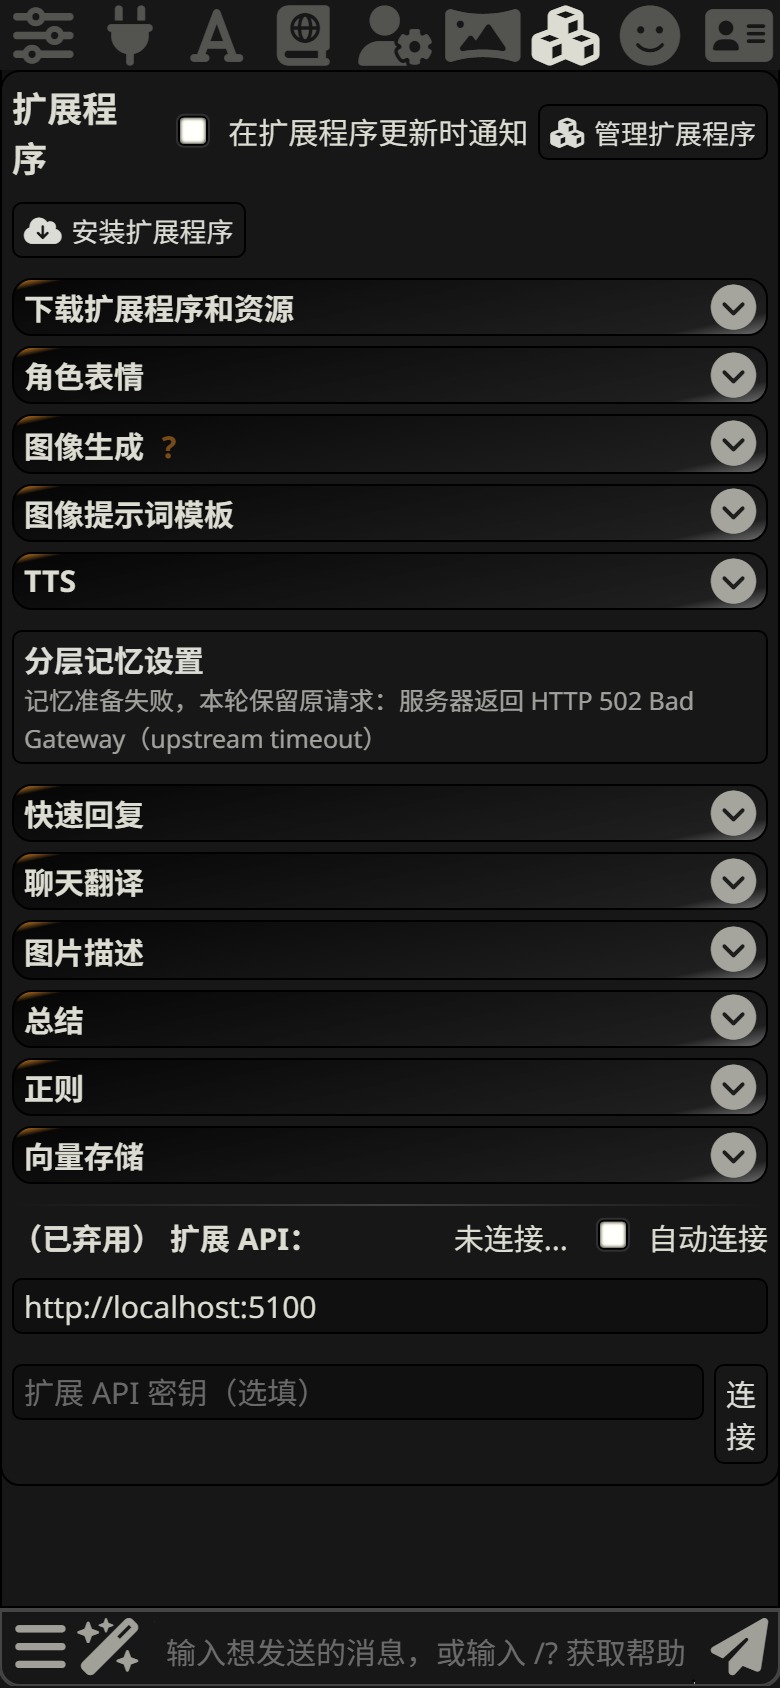 扩展程
序
在扩展程序更新时通知
管理扩展程序
安装扩展程序
下载扩展程序和资源
角色表情
图像生成 ?
图像提示词模板
TTS
分层记忆设置
记忆准备失败，本轮保留原请求：服务器返回 HTTP 502 Bad
Gateway（upstream timeout）
快速回复
聊天翻译
图片描述
总结
正则
向量存储
（已弃用） 扩展 API：
未连接...
自动连接
http://localhost:5100
扩展 API 密钥（选填）
连
接
输入想发送的消息，或输入 /? 获取帮助